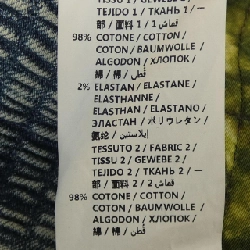 TISSU 1 / GEWEBE 2 /
TEJIDO 1 / ТКАНЬ 1 / —
部 / 面料 1 / 1 قماش
98% COTONE / COTTON /
COTON / BAUMWOLLE /
ALGODON / ХЛОПОК /
綿 / 棉 / قُطن
2% ELASTAN / ELASTANE /
ELASTHANNE /
ELASTHAN / ELASTANO /
ЭЛАСТАН / ポリウレタン /
氨纶 / إيلاستين
TESSUTO 2 / FABRIC 2 /
TISSU 2 / GEWEBE 2 /
TEJIDO 2 / ТКАНЬ 2 / —
部 / 面料 2 / 2 قماش
98% COTONE / COTTON /
COTON / BAUMWOLLE /
ALGODON / ХЛОПОК /
綿 / 棉 / قُطن